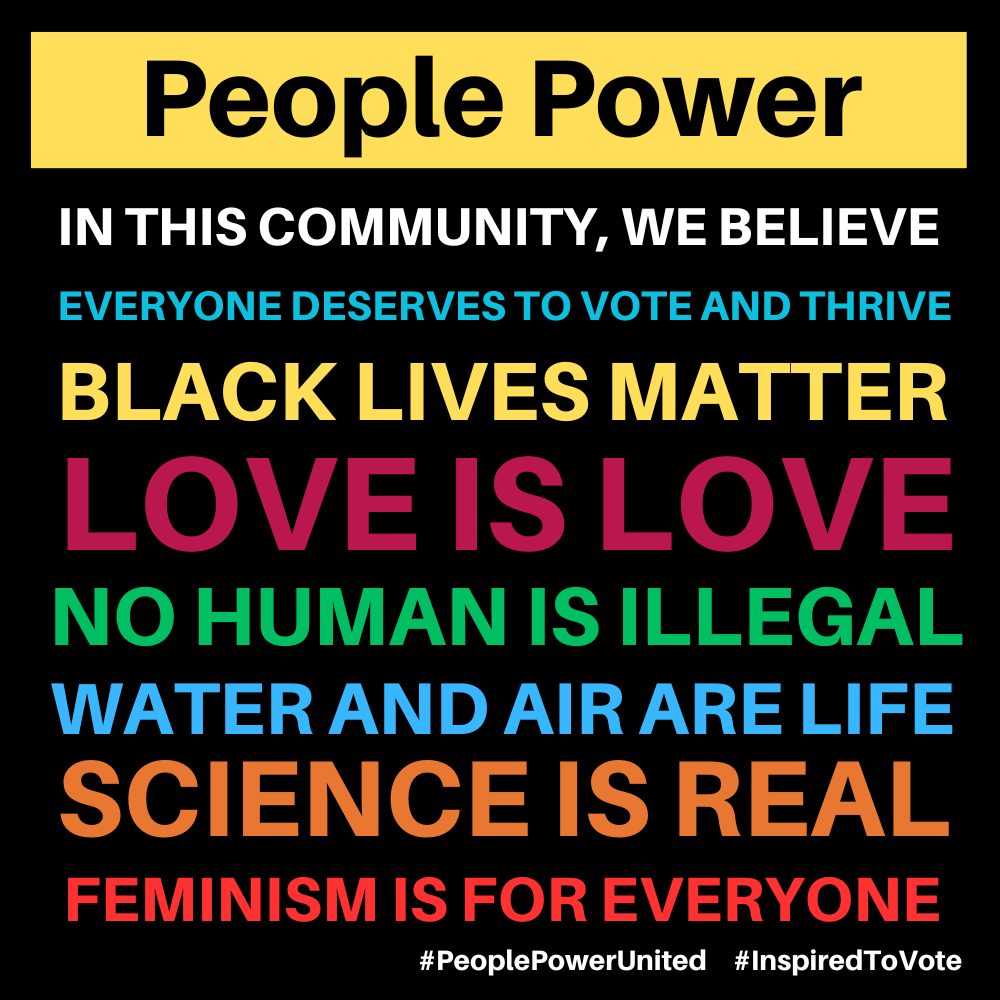 People Power
IN THIS COMMUNITY, WE BELIEVE
EVERYONE DESERVES TO VOTE AND THRIVE
BLACK LIVES MATTER
LOVE IS LOVE
NO HUMAN IS ILLEGAL
WATER AND AIR ARE LIFE
SCIENCE IS REAL
FEMINISM IS FOR EVERYONE
#PeoplePowerUnited #InspiredToVote